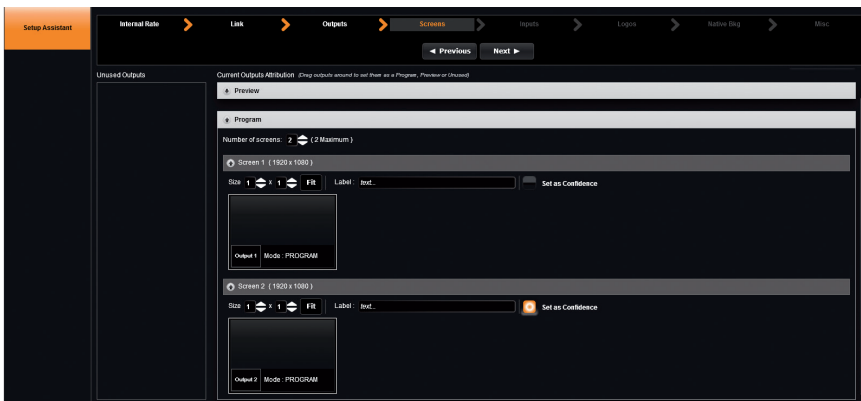 Setup Assistant
Internal Rate
Link
Outputs
Screens
Inputs
Logos
Native Bkg
Misc.
◄ Previous
Next ►
Unused Outputs
Current Outputs Attribution (Drag outputs around to set them as a Program, Preview or Unused)
Preview
Program
Number of screens: 2 ( 2 Maximum )
Screen 1 ( 1920 x 1080 )
Size 1 x 1 Fit Label : text... Set as Confidence
Output 1 Mode : PROGRAM
Screen 2 ( 1920 x 1080 )
Size 1 x 1 Fit Label : text... Set as Confidence
Output 2 Mode : PROGRAM